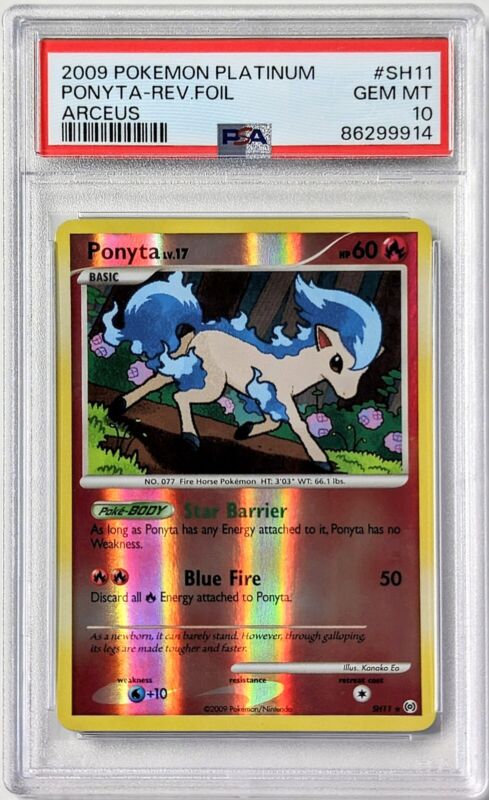 2009 POKEMON PLATINUM #SH11
PONYTA-REV.FOIL GEM MT
ARCEUS 10
86299914
PSA
Ponyta LV.17 HP 60
BASIC
NO. 077 Fire Horse Pokémon HT: 3'03" WT: 66.1 lbs.
Poké-BODY Star Barrier
As long as Ponyta has any Energy attached to it, Ponyta has no
Weakness.
Blue Fire 50
Discard all Energy attached to Ponyta.
As a newborn, it can barely stand. However, through galloping,
its legs are made tougher and faster.
Illus. Kanako Eo
weakness resistance retreat cost
+10
©2009 Pokémon/Nintendo SH11